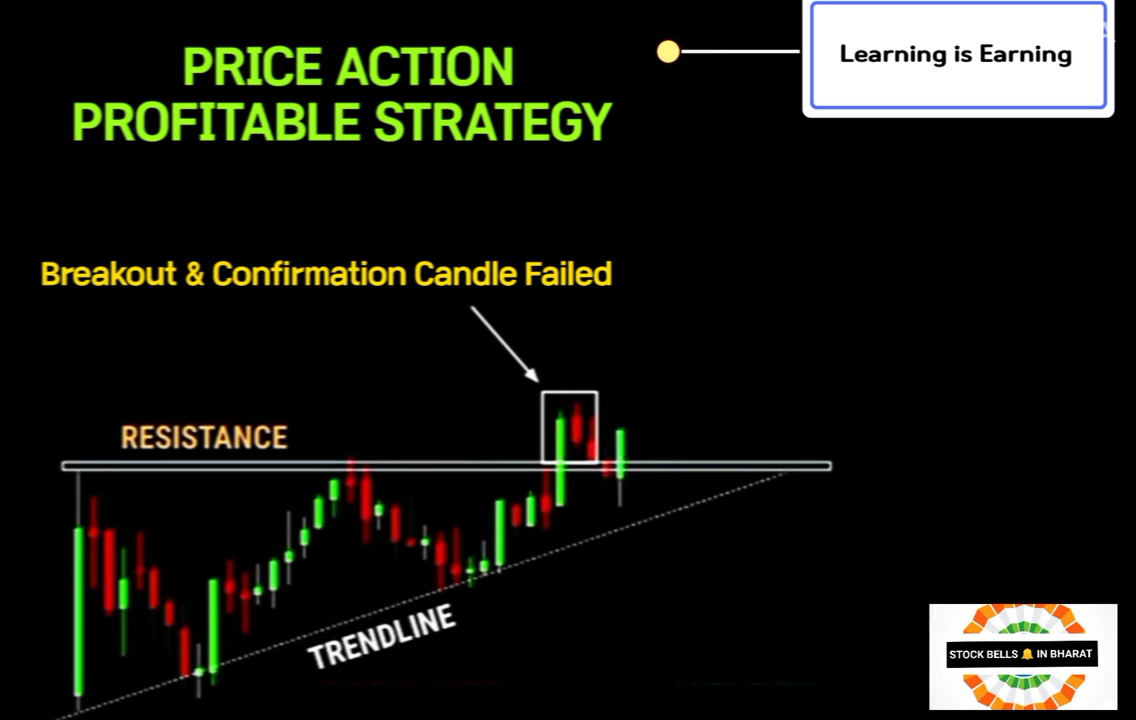 PRICE ACTION
PROFITABLE STRATEGY
Learning is Earning
Breakout & Confirmation Candle Failed
RESISTANCE
TRENDLINE
STOCK BELLS 🔔 IN BHARAT